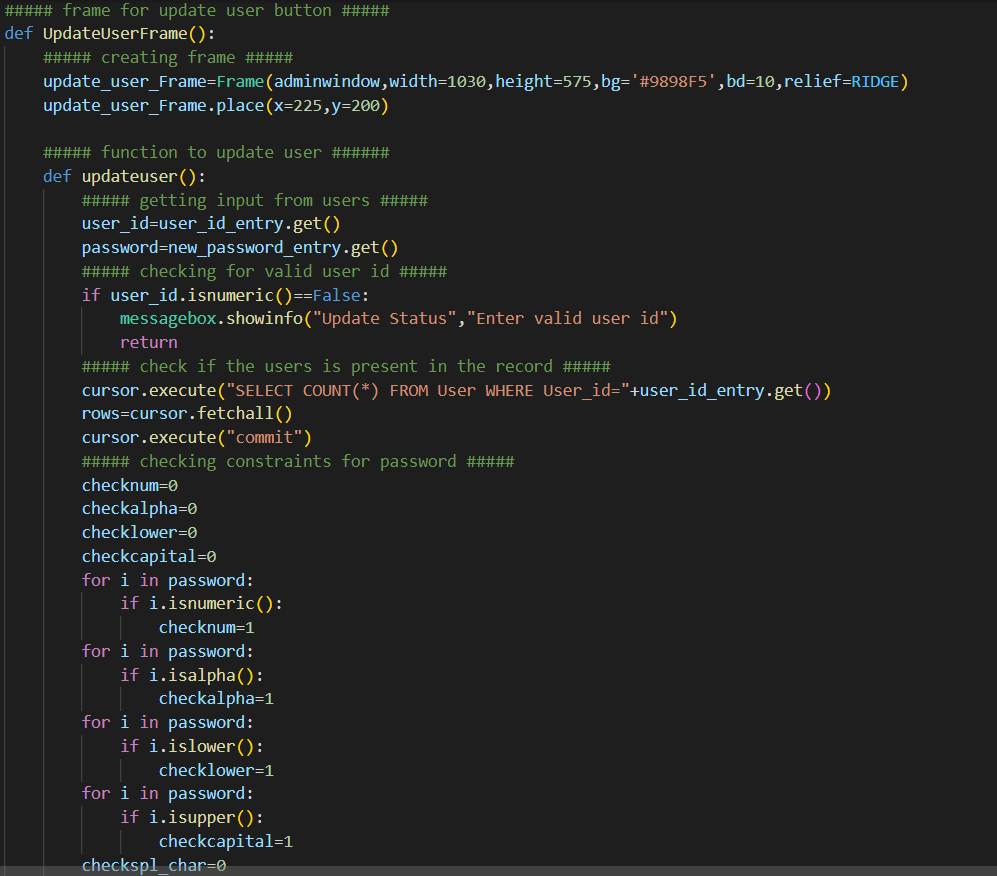 ##### frame for update user button #####
def UpdateUserFrame():
    ##### creating frame #####
    update_user_Frame=Frame(adminwindow,width=1030,height=575,bg='#9898F5',bd=10,relief=RIDGE)
    update_user_Frame.place(x=225,y=200)

    ##### function to update user ######
    def updateuser():
        ##### getting input from users #####
        user_id=user_id_entry.get()
        password=new_password_entry.get()
        ##### checking for valid user id #####
        if user_id.isnumeric()==False:
            messagebox.showinfo("Update Status","Enter valid user id")
            return
        ##### check if the users is present in the record #####
        cursor.execute("SELECT COUNT(*) FROM User WHERE User_id="+user_id_entry.get())
        rows=cursor.fetchall()
        cursor.execute("commit")
        ##### checking constraints for password #####
        checknum=0
        checkalpha=0
        checklower=0
        checkcapital=0
        for i in password:
            if i.isnumeric():
                checknum=1
        for i in password:
            if i.isalpha():
                checkalpha=1
        for i in password:
            if i.islower():
                checklower=1
        for i in password:
            if i.isupper():
                checkcapital=1
        checkspl_char=0